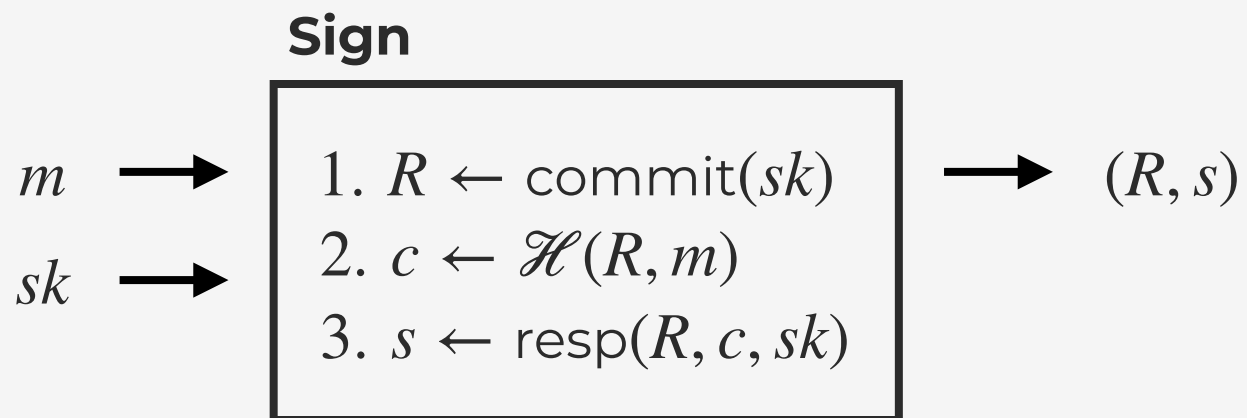 Sign
m
sk
1. R ← commit(sk)
2. c ← ℋ(R, m)
3. s ← resp(R, c, sk)
(R, s)